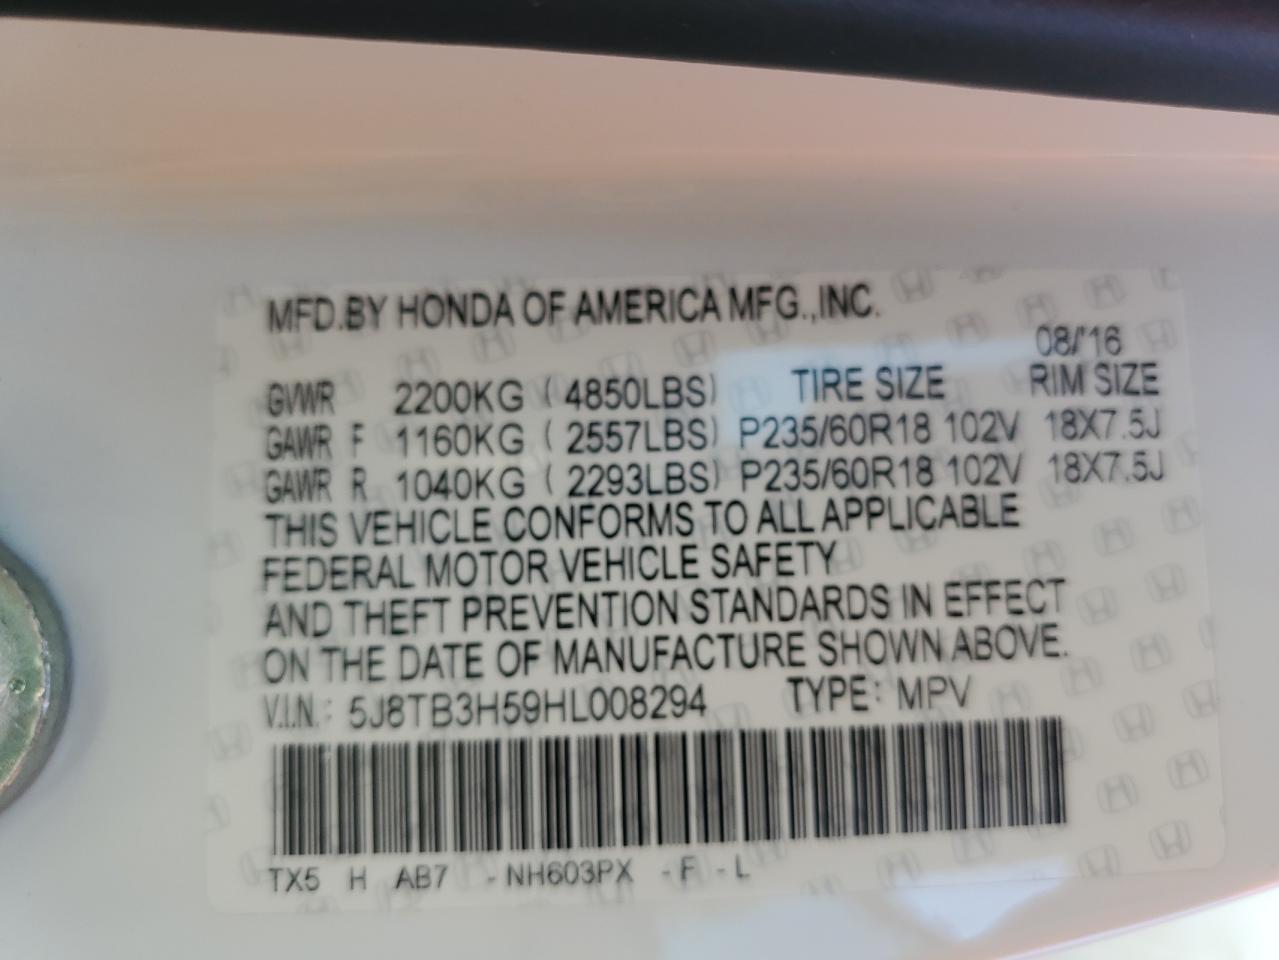 MFD.BY HONDA OF AMERICA MFG.,INC.
08/'16
GVWR 2200KG ( 4850LBS) TIRE SIZE RIM SIZE
GAWR F 1160KG ( 2557LBS) P235/60R18 102V 18X7.5J
GAWR R 1040KG ( 2293LBS) P235/60R18 102V 18X7.5J
THIS VEHICLE CONFORMS TO ALL APPLICABLE
FEDERAL MOTOR VEHICLE SAFETY
AND THEFT PREVENTION STANDARDS IN EFFECT
ON THE DATE OF MANUFACTURE SHOWN ABOVE.
V.I.N.: 5J8TB3H59HL008294 TYPE: MPV
TX5 H AB7 -NH603PX -F -L